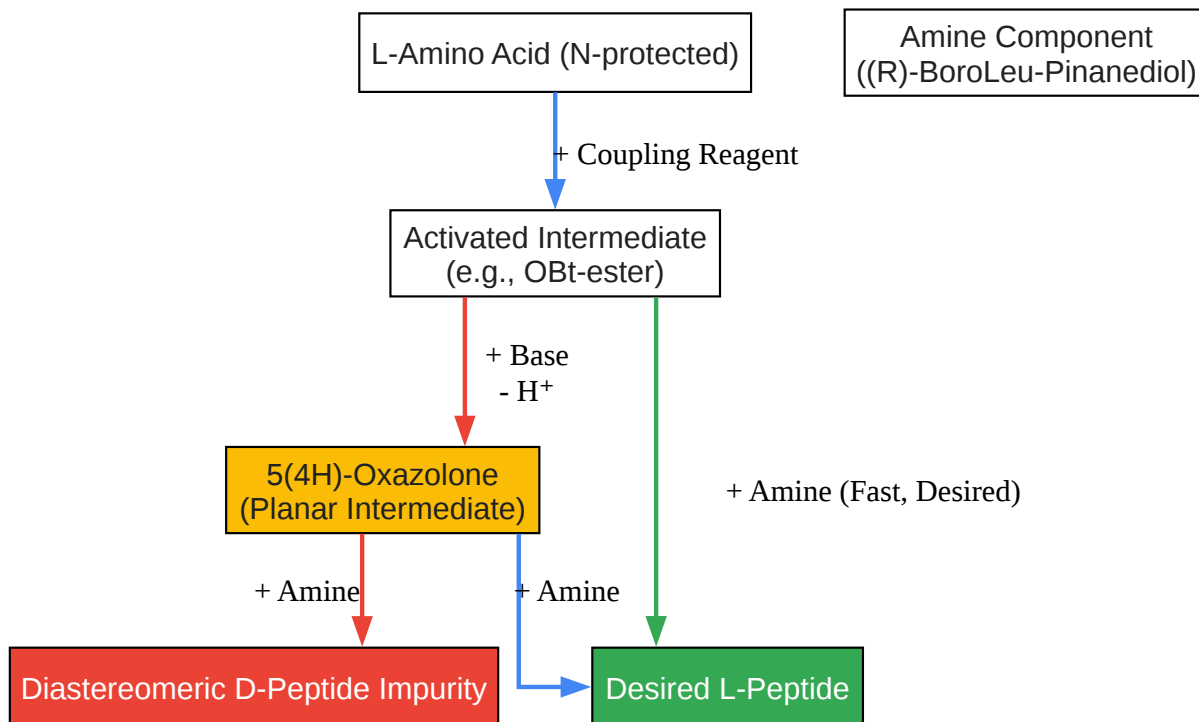 L-Amino Acid (N-protected)
Amine Component
((R)-BoroLeu-Pinanediol)
+ Coupling Reagent
Activated Intermediate
(e.g., OBt-ester)
+ Base
- H⁺
5(4H)-Oxazolone
(Planar Intermediate)
+ Amine (Fast, Desired)
+ Amine
+ Amine
Diastereomeric D-Peptide Impurity
Desired L-Peptide